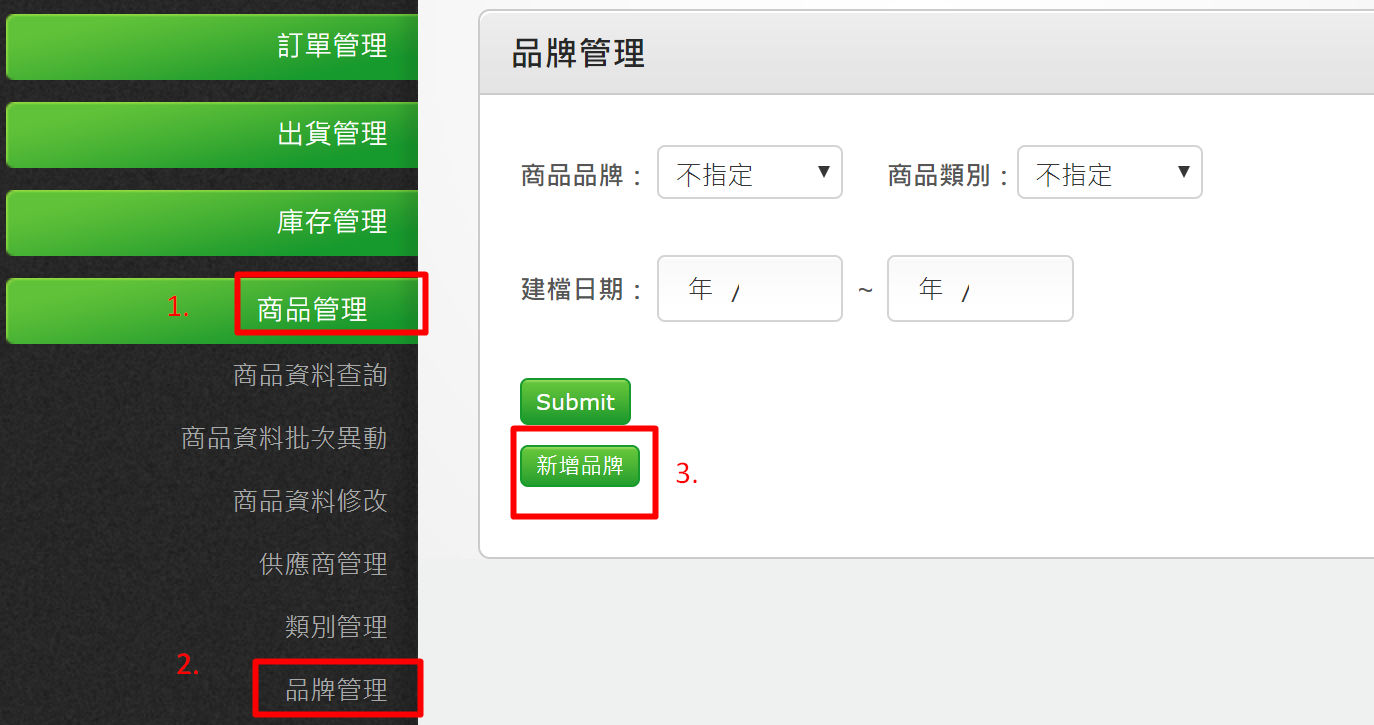 訂單管理
出貨管理
庫存管理
1.
商品管理
商品資料查詢
商品資料批次異動
商品資料修改
供應商管理
類別管理
2.
品牌管理
品牌管理
商品品牌： 不指定 ▼ 商品類別： 不指定 ▼
建檔日期： 年 / ~ 年 /
Submit
新增品牌
3.